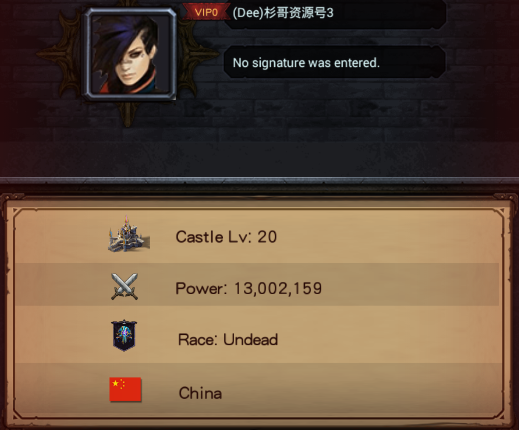 VIP0
(Dee)杉哥资源号3
No signature was entered.
Castle Lv: 20
Power: 13,002,159
Race: Undead
China